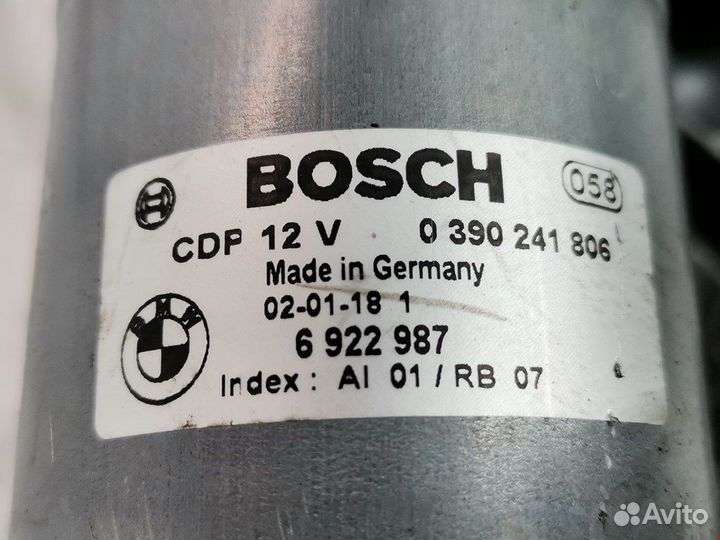 BOSCH 058
CDP 12 V 0 390 241 806
Made in Germany
02-01-18 1
BMW 6 922 987
Index : AI 01 / RB 07
Avito